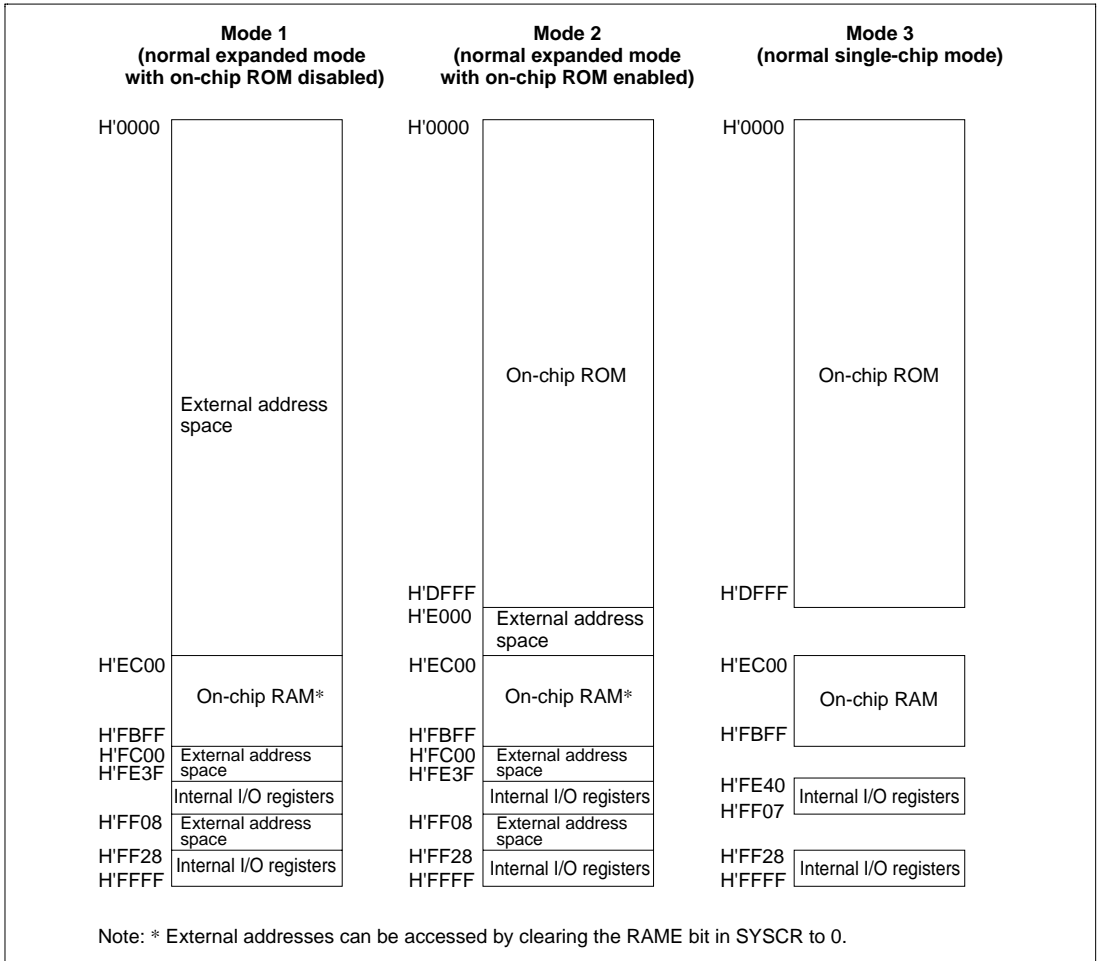 Mode 1
(normal expanded mode
with on-chip ROM disabled)
H'0000
External address
space
H'EC00
On-chip RAM*
H'FBFF
H'FC00
External address
space
H'FE3F
Internal I/O registers
H'FF08
External address
space
H'FF28
Internal I/O registers
H'FFFF
Mode 2
(normal expanded mode
with on-chip ROM enabled)
H'0000
On-chip ROM
H'DFFF
H'E000
External address
space
H'EC00
On-chip RAM*
H'FBFF
H'FC00
External address
space
H'FE3F
Internal I/O registers
H'FF08
External address
space
H'FF28
Internal I/O registers
H'FFFF
Mode 3
(normal single-chip mode)
H'0000
On-chip ROM
H'DFFF
H'EC00
On-chip RAM
H'FBFF
H'FE40
Internal I/O registers
H'FF07
H'FF28
Internal I/O registers
H'FFFF
Note: * External addresses can be accessed by clearing the RAME bit in SYSCR to 0.